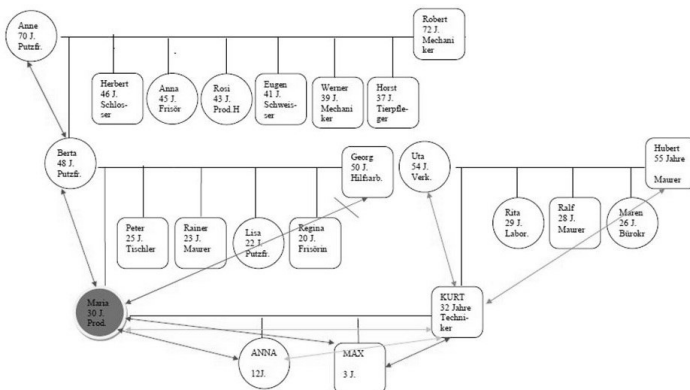 Anne
70 J.
Putzfr.
Robert
72 J.
Mechani
ker
Herbert
46 J.
Schlos-
ser
Anna
45 J.
Frisör
Rosi
43 J.
Prod.H
Eugen
41 J.
Schweis-
ser
Werner
39 J.
Mechani
ker
Horst
37 J.
Tierpfle-
ger
Berta
48 J.
Putzfr.
Georg
50 J.
Hilfsarb.
Uta
54 J.
Verk.
Hubert
55 Jahre
Maurer
Peter
25 J.
Tischler
Rainer
23 J.
Maurer
Lisa
22 J.
Putzfr.
Regina
20 J.
Frisörin
Rita
29 J.
Labor.
Ralf
28 J.
Maurer
Maren
26 J.
Bürokr
Maria
30 J.
Prod.
KURT
32 Jahre
Techni-
ker
ANNA
12J.
MAX
3 J.